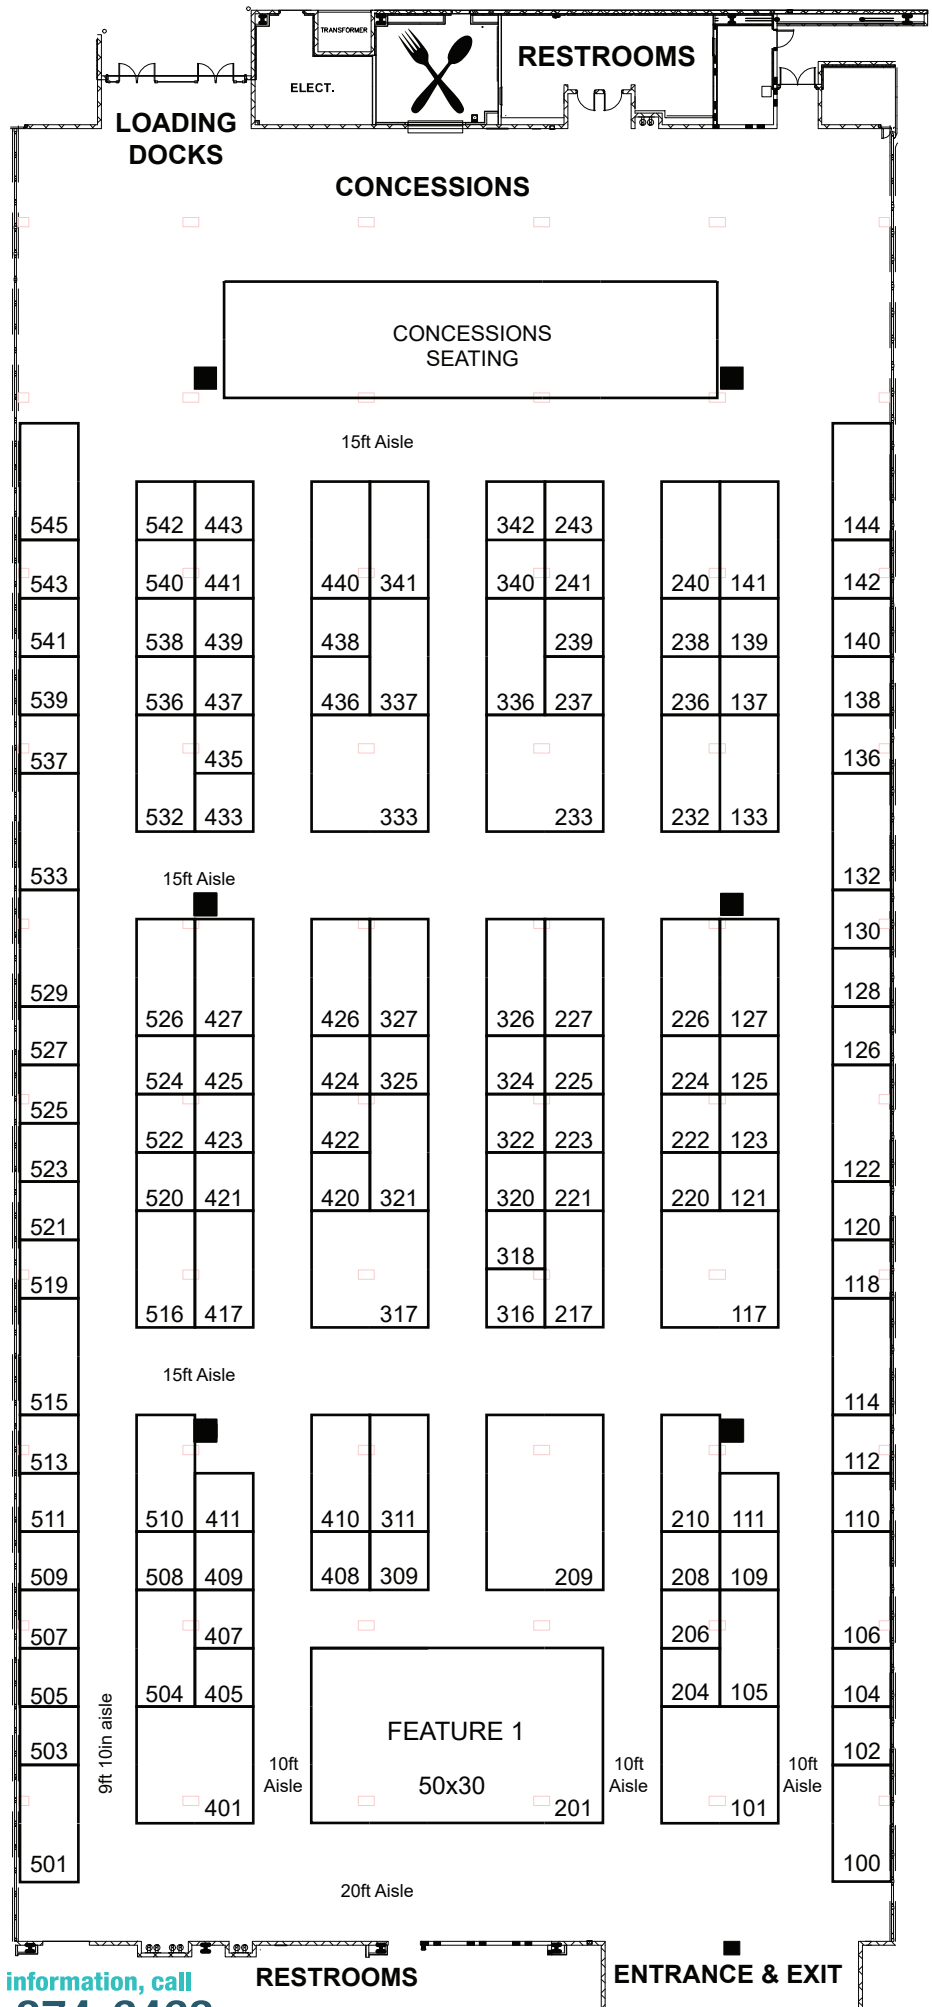 TRANSFORMER
ELECT.
RESTROOMS
LOADING
DOCKS
CONCESSIONS
CONCESSIONS
SEATING
15ft Aisle
545 542 443 440 341 342 243 240 141 144
543 540 441 340 241 142
541 538 439 438 239 238 139 140
539 536 437 436 337 336 237 236 137 138
537 435 136
532 433 333 233 232 133
533 132
15ft Aisle
130
529 526 427 426 327 326 227 226 127 128
527 524 425 424 325 324 225 224 125 126
525 522 423 422 322 223 222 123
523 520 421 420 321 320 221 220 121 122
521 318 120
519 118
516 417 317 316 217 117
15ft Aisle
515 114
513 112
511 510 411 410 311 210 111 110
509 508 409 408 309 209 208 109
507 407 206 106
505 504 405 204 105 104
9ft 10in aisle
503 102
FEATURE 1
50x30
10ft
Aisle
10ft
Aisle
10ft
Aisle
401 201 101
501 100
20ft Aisle
RESTROOMS
ENTRANCE & EXIT
information, call